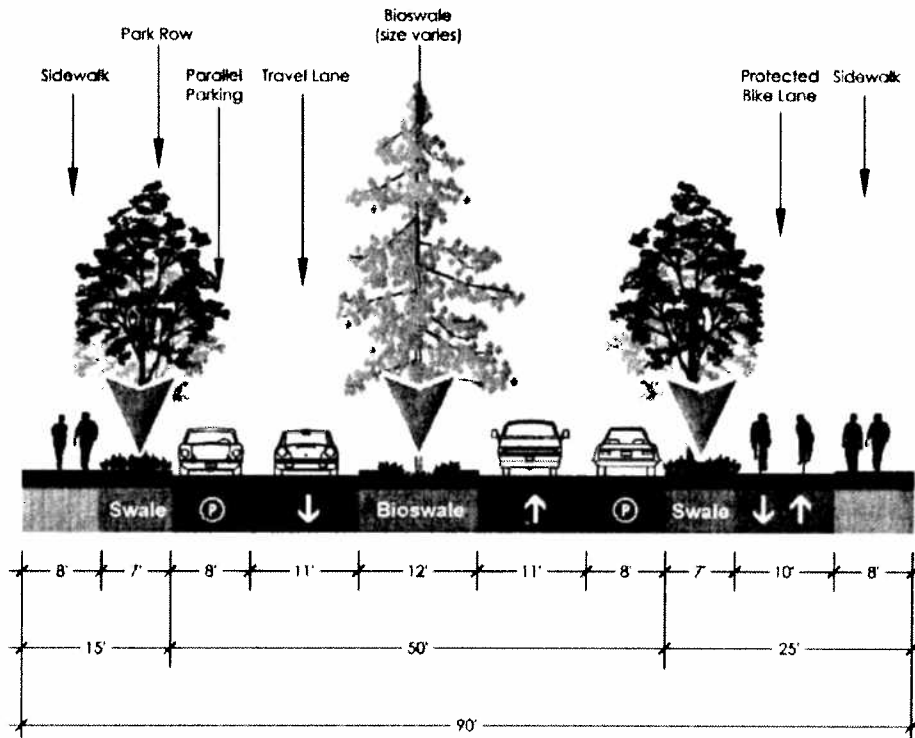 Bioswale
(size varies)
Park Row
Sidewalk
Parallel
Parking
Travel Lane
Protected
Bike Lane
Sidewalk
Swale
P
Bioswale
P
Swale
8'
7'
8'
11'
12'
11'
8'
7'
10'
8'
15'
50'
25'
90'